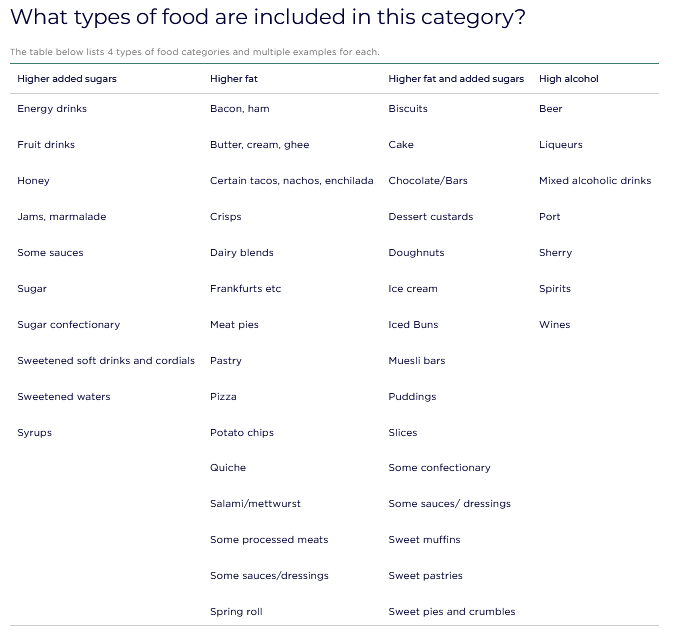 What types of food are included in this category?
The table below lists 4 types of food categories and multiple examples for each.
Higher added sugars Higher fat Higher fat and added sugars High alcohol
Energy drinks Bacon, ham Biscuits Beer
Fruit drinks Butter, cream, ghee Cake Liqueurs
Honey Certain tacos, nachos, enchilada Chocolate/Bars Mixed alcoholic drinks
Jams, marmalade Crisps Dessert custards Port
Some sauces Dairy blends Doughnuts Sherry
Sugar Frankfurts etc Ice cream Spirits
Sugar confectionary Meat pies Iced Buns Wines
Sweetened soft drinks and cordials Pastry Muesli bars
Sweetened waters Pizza Puddings
Syrups Potato chips Slices
Quiche Some confectionary
Salami/mettwurst Some sauces/ dressings
Some processed meats Sweet muffins
Some sauces/dressings Sweet pastries
Spring roll Sweet pies and crumbles